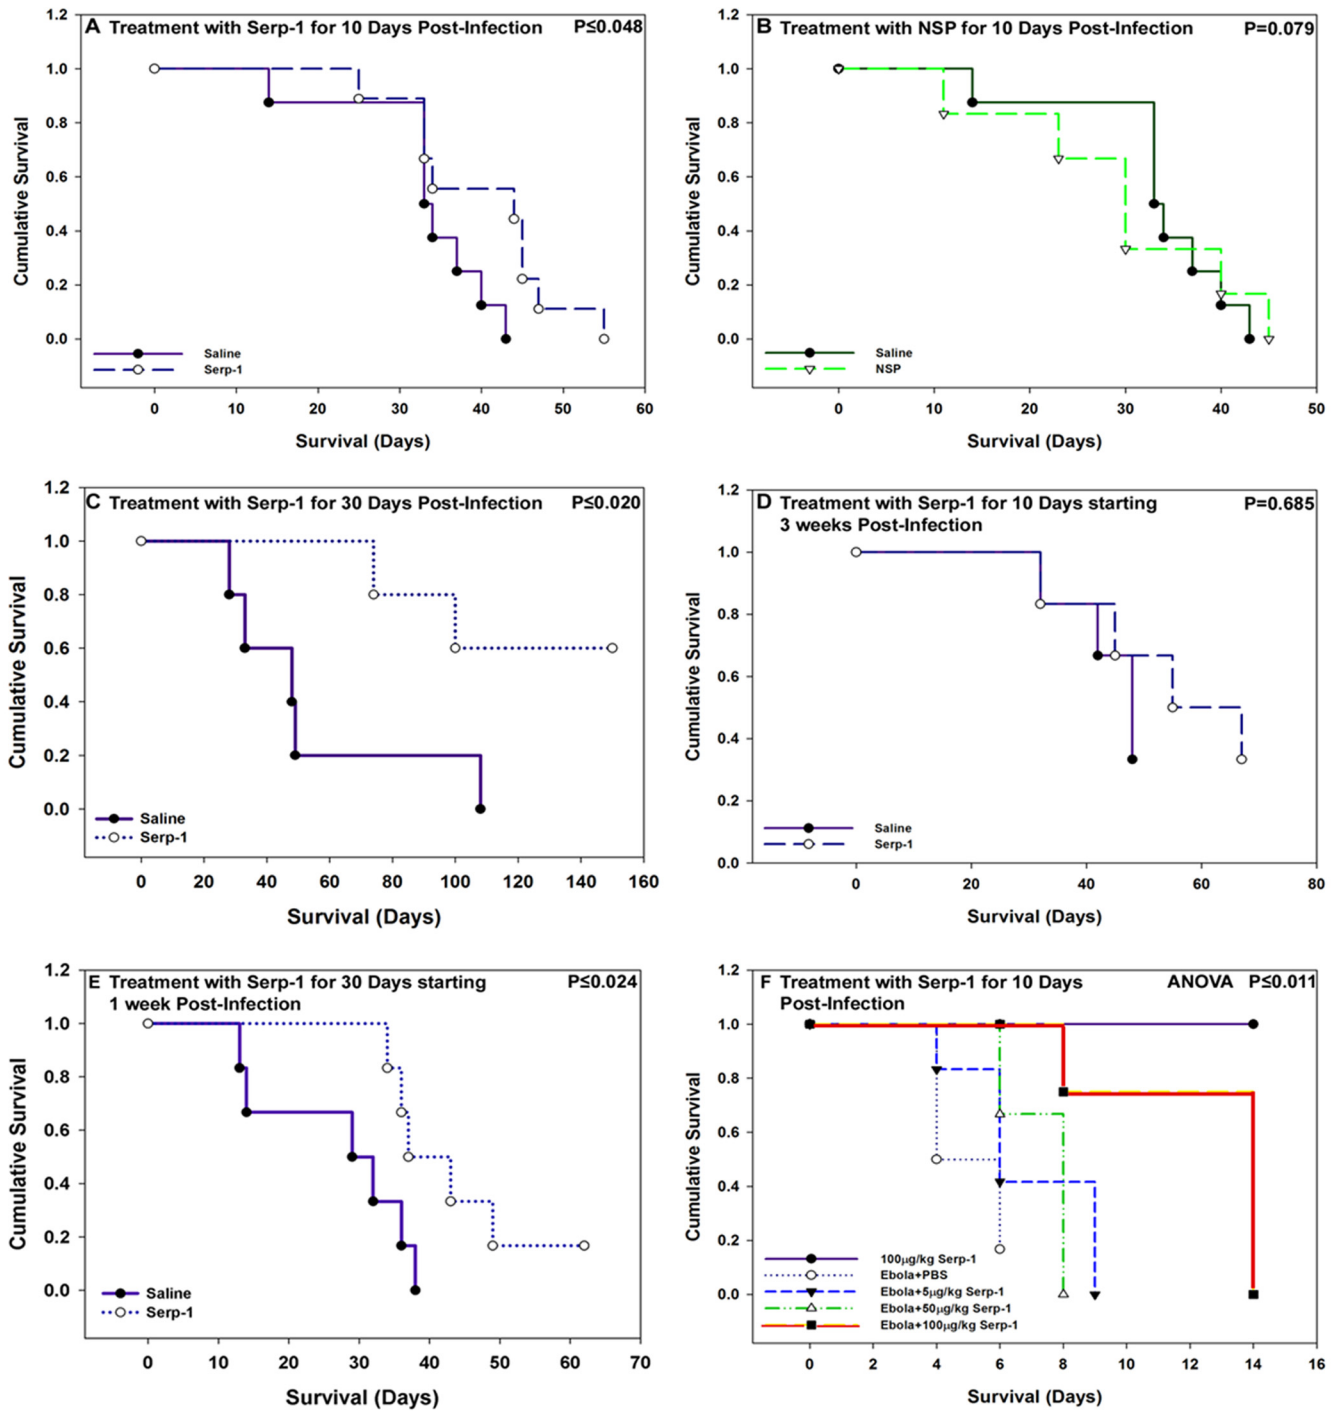 A Treatment with Serp-1 for 10 Days Post-Infection P≤0.048
1.2
1.0
0.8
0.6
0.4
0.2
0.0
Cumulative Survival
Saline
Serp-1
0 10 20 30 40 50 60
Survival (Days)
B Treatment with NSP for 10 Days Post-Infection P=0.079
1.2
1.0
0.8
0.6
0.4
0.2
0.0
Cumulative Survival
Saline
NSP
0 10 20 30 40 50
Survival (Days)
C Treatment with Serp-1 for 30 Days Post-Infection P≤0.020
1.2
1.0
0.8
0.6
0.4
0.2
0.0
Cumulative Survival
Saline
Serp-1
0 20 40 60 80 100 120 140 160
Survival (Days)
D Treatment with Serp-1 for 10 Days starting P=0.685
3 weeks Post-Infection
1.2
1.0
0.8
0.6
0.4
0.2
0.0
Cumulative Survival
Saline
Serp-1
0 20 40 60 80
Survival (Days)
E Treatment with Serp-1 for 30 Days starting P≤0.024
1 week Post-Infection
1.2
1.0
0.8
0.6
0.4
0.2
0.0
Cumulative Survival
Saline
Serp-1
0 10 20 30 40 50 60 70
Survival (Days)
F Treatment with Serp-1 for 10 Days ANOVA P≤0.011
Post-Infection
1.2
1.0
0.8
0.6
0.4
0.2
0.0
Cumulative Survival
100µg/kg Serp-1
Ebola+PBS
Ebola+5µg/kg Serp-1
Ebola+50µg/kg Serp-1
Ebola+100µg/kg Serp-1
0 2 4 6 8 10 12 14 16
Survival (Days)